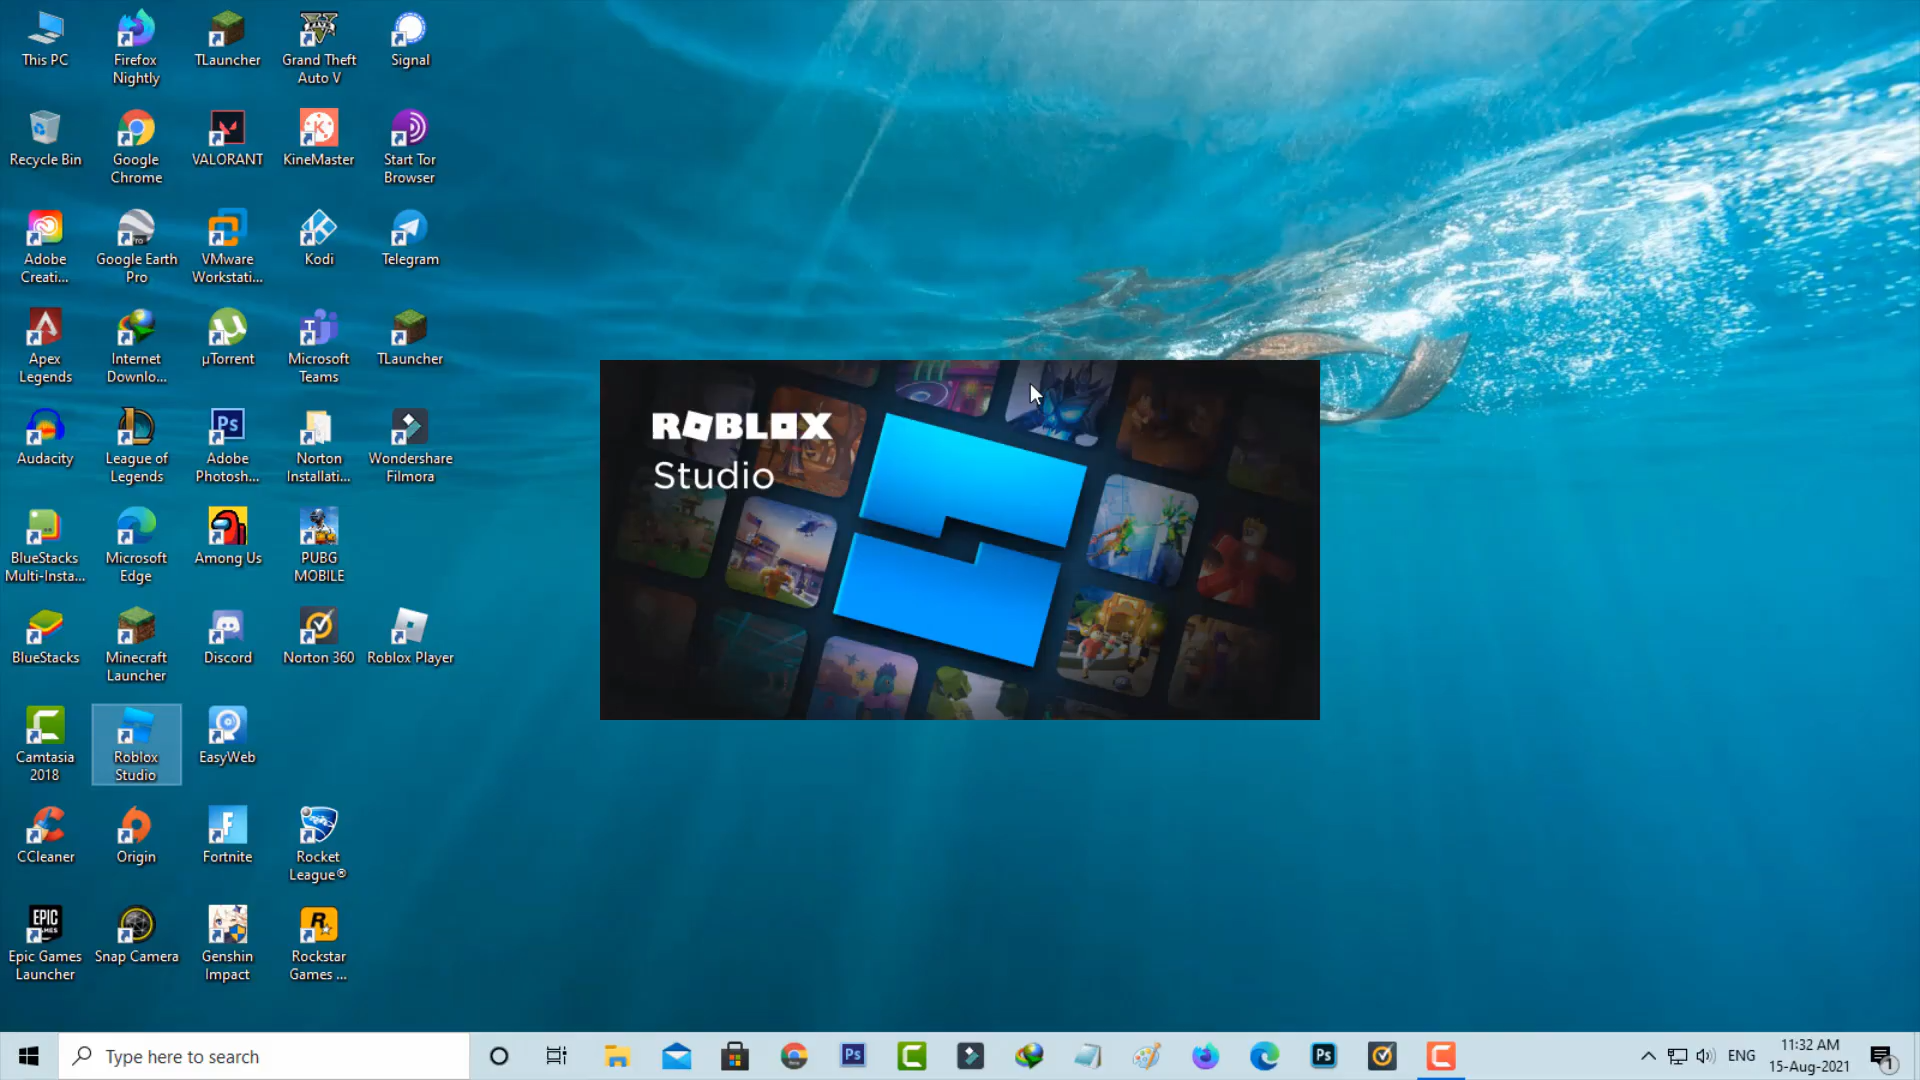 This PC
Firefox
Nightly
TLauncher
Grand Theft
Auto V
Signal
Recycle Bin
Google
Chrome
VALORANT
KineMaster
Start Tor
Browser
Adobe
Creati...
Google Earth
Pro
VMware
Workstati...
Kodi
Telegram
Apex
Legends
Internet
Downlo...
µTorrent
Microsoft
Teams
TLauncher
Audacity
League of
Legends
Adobe
Photosh...
Norton
Installati...
Wondershare
Filmora
BlueStacks
Multi-Insta...
Microsoft
Edge
Among Us
PUBG
MOBILE
BlueStacks
Minecraft
Launcher
Discord
Norton 360
Roblox Player
Camtasia
2018
Roblox
Studio
EasyWeb
CCleaner
Origin
Fortnite
Rocket
League®
Epic Games
Launcher
Snap Camera
Genshin
Impact
Rockstar
Games ...
ROBLOX
Studio
Type here to search
ENG
11:32 AM
15-Aug-2021
1